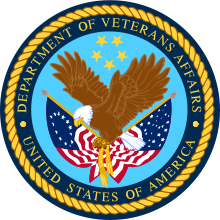 DEPARTMENT OF VETERANS AFFAIRS
UNITED STATES OF AMERICA